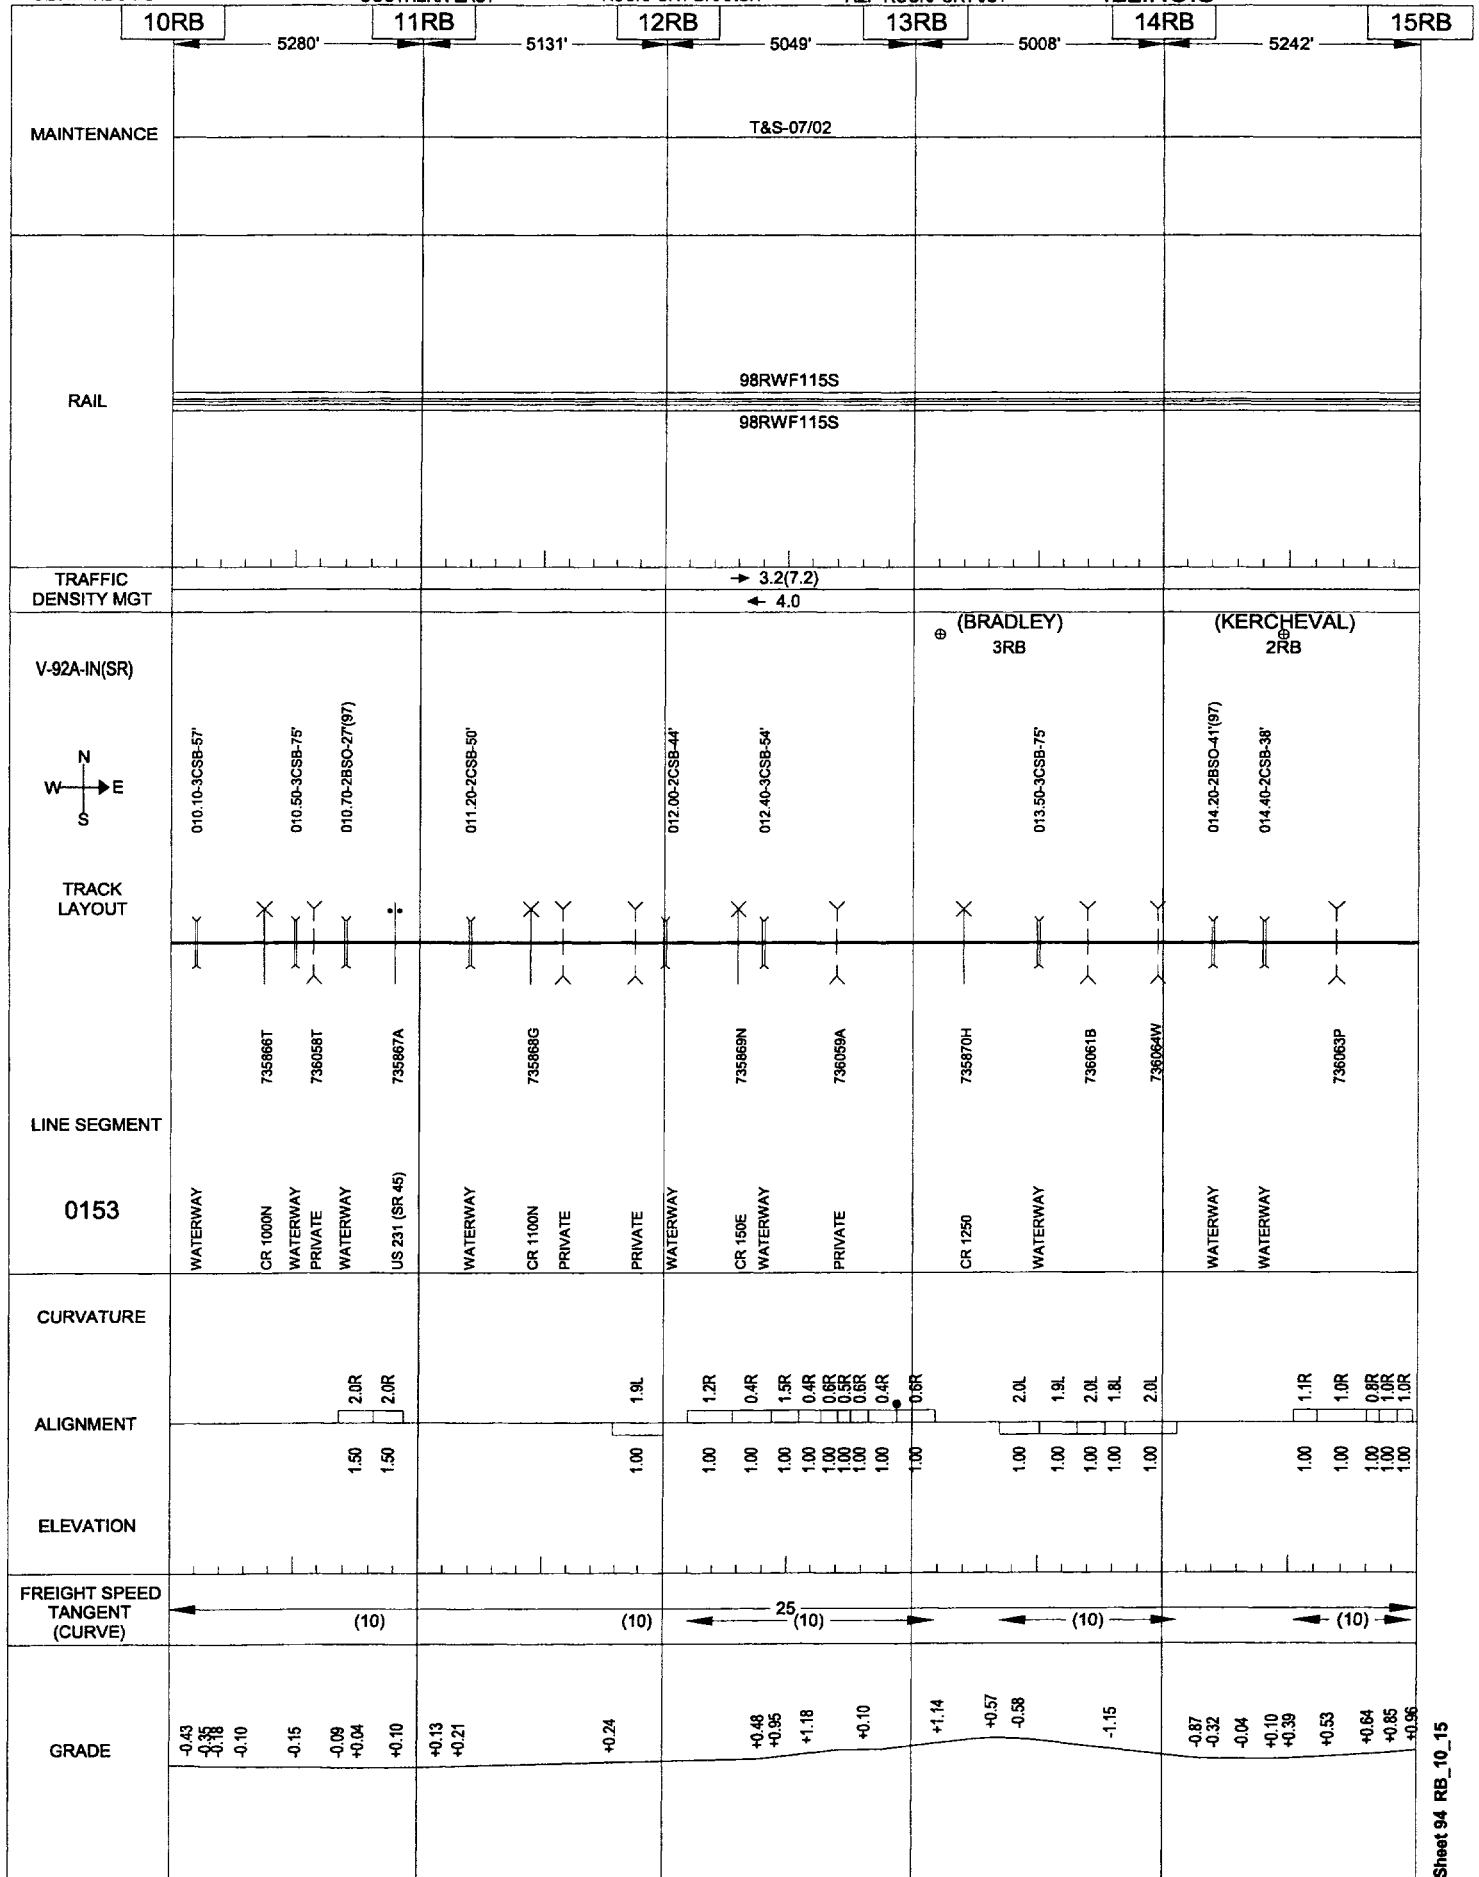 10RB 11RB 12RB 13RB 14RB 15RB
5280' 5131' 5049' 5008' 5242'
MAINTENANCE
T&S-07/02
RAIL
98RWF115S
98RWF115S
TRAFFIC
DENSITY MGT
3.2(7.2)
4.0
(BRADLEY) (KERCHEVAL)
3RB 2RB
V-92A-IN(SR)
N
W E
S
010.10-3CSB-57'
010.50-3CSB-75'
010.70-2BSO-27'(97)
011.20-2CSB-50'
012.00-2CSB-44'
012.40-3CSB-54'
013.50-3CSB-75'
014.20-2BSO-41'(97)
014.40-2CSB-38'
TRACK
LAYOUT
735866T
736058T
735867A
735868G
735869N
736059A
735870H
736061B
736064W
736063P
LINE SEGMENT
0153
WATERWAY
CR 1000N
WATERWAY
PRIVATE
WATERWAY
US 231 (SR 45)
WATERWAY
CR 1100N
PRIVATE
PRIVATE
WATERWAY
CR 150E
WATERWAY
PRIVATE
CR 1250
WATERWAY
WATERWAY
WATERWAY
CURVATURE
2.0R 2.0R 1.9L 1.2R 0.4R 1.5R 0.4R 0.6R 0.5R 0.6R 0.4R 0.6R 2.0L 1.9L 2.0L 1.8L 2.0L 1.1R 1.0R 0.8R 1.0R 1.0R
ALIGNMENT
1.50 1.50 1.00 1.00 1.00 1.00 1.00 1.00 1.00 1.00 1.00 1.00 1.00 1.00 1.00 1.00 1.00 1.00 1.00 1.00 1.00 1.00
ELEVATION
FREIGHT SPEED
TANGENT
(CURVE)
25
(10) (10) (10) (10) (10)
GRADE
-0.43 -0.35 -0.18 -0.10 -0.15 -0.09 +0.04 +0.10 +0.13 +0.21 +0.24 +0.48 +0.95 +1.18 +0.10 +1.14 +0.57 -0.58 -1.15 -0.87 -0.32 -0.04 +0.10 +0.39 +0.53 +0.64 +0.85 +0.96
Sheet 94 RB_10_15